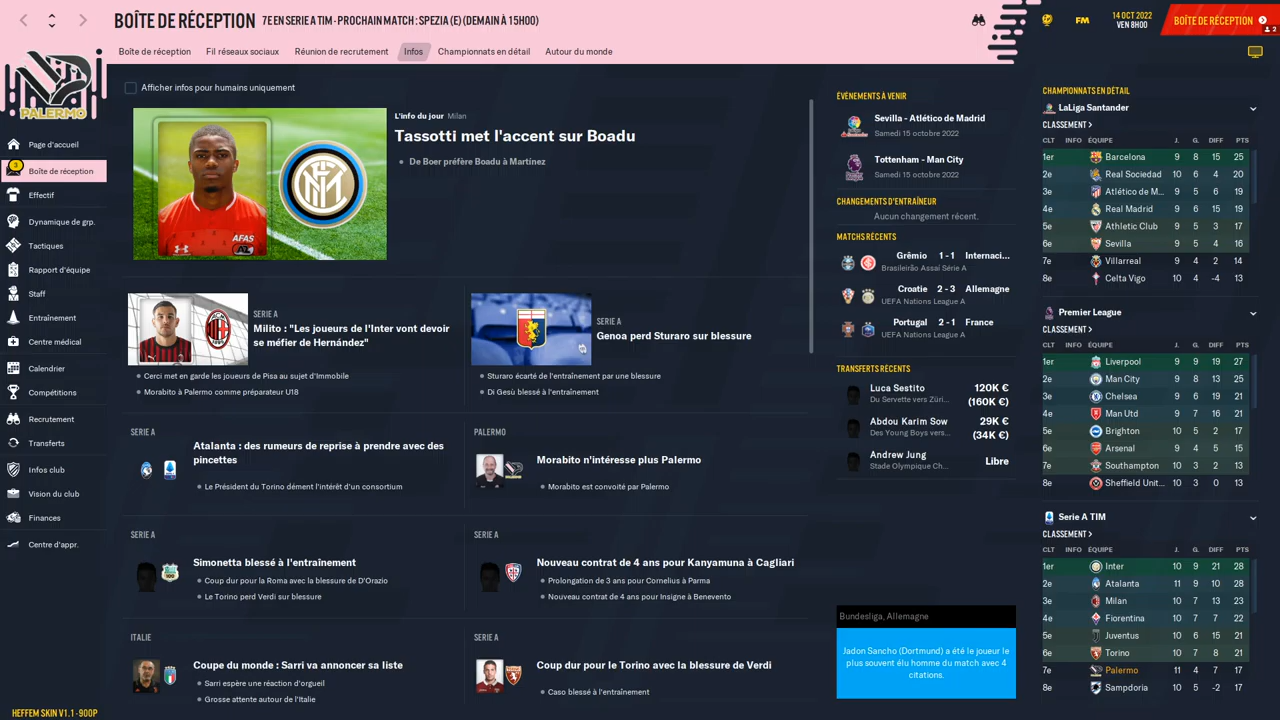 BOÎTE DE RÉCEPTION
7E EN SERIE A TIM - PROCHAIN MATCH : SPEZIA (E) (DEMAIN À 15H00)
FM
14 OCT 2022
VEN 8H00
BOÎTE DE RÉCEPTION
2
Boîte de réception
Fil réseaux sociaux
Réunion de recrutement
Infos
Championnats en détail
Autour du monde
PALERMO
Page d'accueil
3
Boîte de réception
Effectif
Dynamique de grp.
Tactiques
Rapport d'équipe
Staff
Entraînement
Centre médical
Calendrier
Compétitions
Recrutement
Transferts
Infos club
Vision du club
Finances
Centre d'appr.
HEFFEM SKIN V1.1 - 900P
Afficher infos pour humains uniquement
AFAS
AZ
L'info du jour Milan
Tassotti met l'accent sur Boadu
De Boer préfère Boadu à Martínez
SERIE A
Milito : "Les joueurs de l'Inter vont devoir
se méfier de Hernández"
Cerci met en garde les joueurs de Pisa au sujet d'Immobile
Morabito à Palermo comme préparateur U18
SERIE A
Genoa perd Sturaro sur blessure
Sturaro écarté de l'entraînement par une blessure
Di Gesù blessé à l'entraînement
SERIE A
Atalanta : des rumeurs de reprise à prendre avec des
pincettes
Le Président du Torino dément l'intérêt d'un consortium
PALERMO
Morabito n'intéresse plus Palermo
Morabito est convoité par Palermo
SERIE A
Simonetta blessé à l'entraînement
Coup dur pour la Roma avec la blessure de D'Orazio
Le Torino perd Verdi sur blessure
SERIE A
Nouveau contrat de 4 ans pour Kanyamuna à Cagliari
Prolongation de 3 ans pour Cornelius à Parma
Nouveau contrat de 4 ans pour Insigne à Benevento
ITALIE
Coupe du monde : Sarri va annoncer sa liste
Sarri espère une réaction d'orgueil
Grosse attente autour de l'Italie
SERIE A
Coup dur pour le Torino avec la blessure de Verdi
Caso blessé à l'entraînement
ÉVÉNEMENTS À VENIR
Sevilla - Atlético de Madrid
Samedi 15 octobre 2022
Tottenham - Man City
Samedi 15 octobre 2022
CHANGEMENTS D'ENTRAÎNEUR
Aucun changement récent.
MATCHS RÉCENTS
Grêmio 1 - 1 Internaci...
Brasileirão Assaí Série A
Croatie 2 - 3 Allemagne
UEFA Nations League A
Portugal 2 - 1 France
UEFA Nations League A
TRANSFERTS RÉCENTS
Luca Sestito 120K €
Du Servette vers Züri... (160K €)
Abdou Karim Sow 29K €
Des Young Boys vers... (34K €)
Andrew Jung Libre
Stade Olympique Ch...
Bundesliga, Allemagne
Jadon Sancho (Dortmund) a été le joueur le
plus souvent élu homme du match avec 4
citations.
CHAMPIONNATS EN DÉTAIL
LaLiga Santander
CLASSEMENT >
CLT INFO ÉQUIPE J. G DIFF PTS
1er Barcelona 9 8 15 25
2e Real Sociedad 10 6 4 20
3e Atlético de M... 9 5 6 19
4e Real Madrid 9 6 15 19
5e Athletic Club 9 5 3 17
6e Sevilla 9 5 4 16
7e Villarreal 9 4 2 14
8e Celta Vigo 10 4 -4 13
Premier League
CLASSEMENT >
CLT INFO ÉQUIPE J. G DIFF PTS
1er Liverpool 9 9 19 27
2e Man City 9 8 13 25
3e Chelsea 9 6 19 21
4e Man Utd 9 7 16 21
5e Brighton 10 5 2 17
6e Arsenal 9 4 5 15
7e Southampton 10 3 2 13
8e Sheffield Unit... 10 3 0 13
Serie A TIM
CLASSEMENT >
CLT INFO ÉQUIPE J. G DIFF PTS
1er Inter 10 9 21 28
2e Atalanta 11 9 10 28
3e Milan 10 7 13 23
4e Fiorentina 10 7 7 22
5e Juventus 10 6 15 21
6e Torino 10 7 8 21
7e Palermo 11 4 7 17
8e Sampdoria 10 5 -2 17